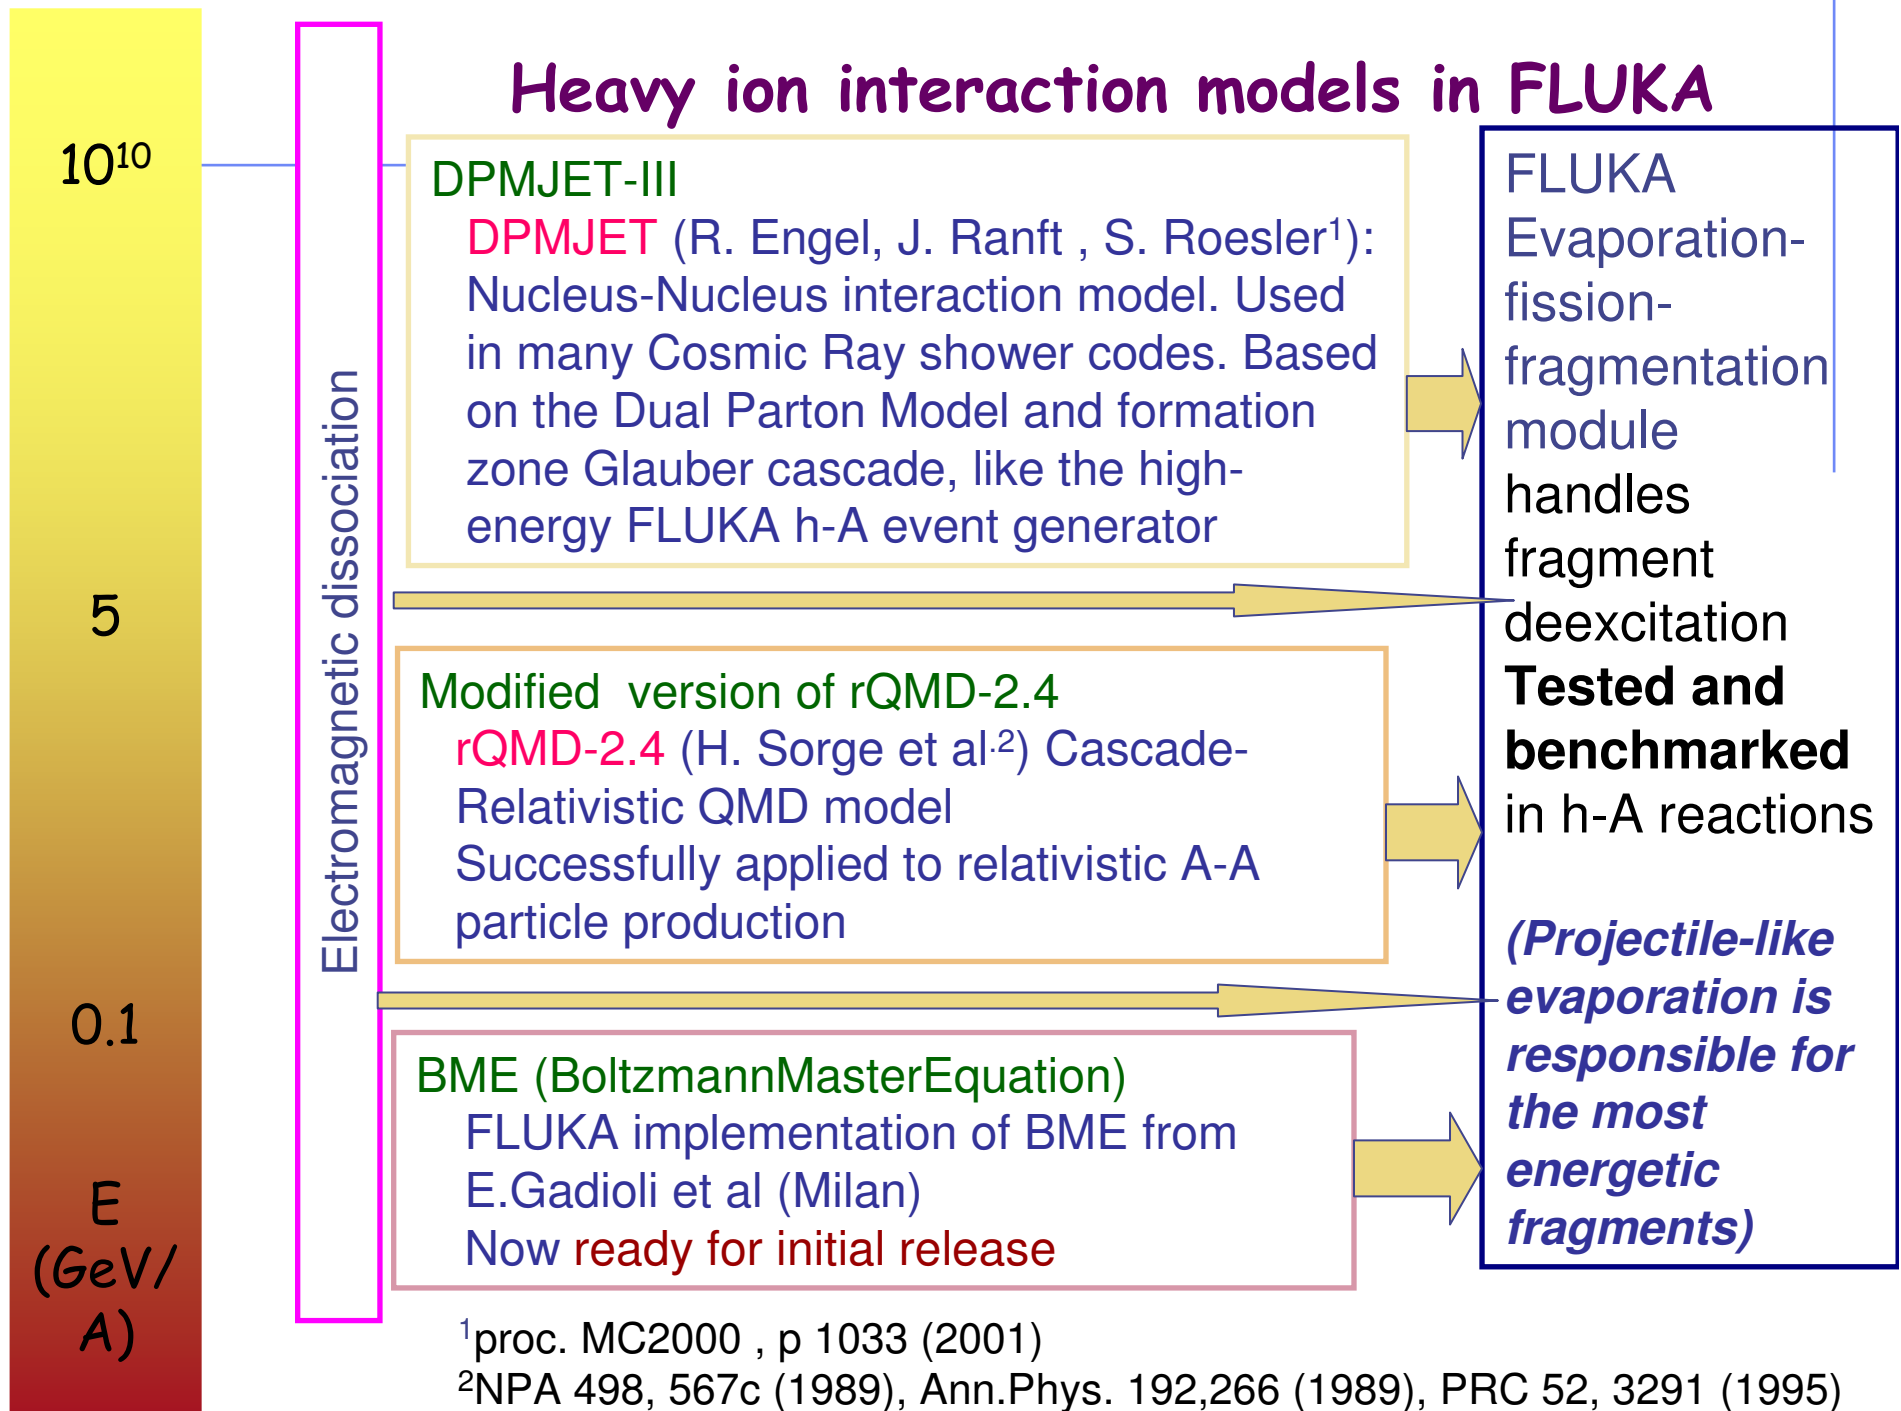 Heavy ion interaction models in FLUKA
10¹⁰
5
0.1
E
(GeV/
A)
Electromagnetic dissociation
DPMJET-III
DPMJET (R. Engel, J. Ranft , S. Roesler¹):
Nucleus-Nucleus interaction model. Used
in many Cosmic Ray shower codes. Based
on the Dual Parton Model and formation
zone Glauber cascade, like the high-
energy FLUKA h-A event generator
Modified  version of rQMD-2.4
rQMD-2.4 (H. Sorge et al.²) Cascade-
Relativistic QMD model
Successfully applied to relativistic A-A
particle production
BME (BoltzmannMasterEquation)
FLUKA implementation of BME from
E.Gadioli et al (Milan)
Now ready for initial release
FLUKA
Evaporation-
fission-
fragmentation
module
handles
fragment
deexcitation
Tested and
benchmarked
in h-A reactions
(Projectile-like
evaporation is
responsible for
the most
energetic
fragments)
¹proc. MC2000 , p 1033 (2001)
²NPA 498, 567c (1989), Ann.Phys. 192,266 (1989), PRC 52, 3291 (1995)